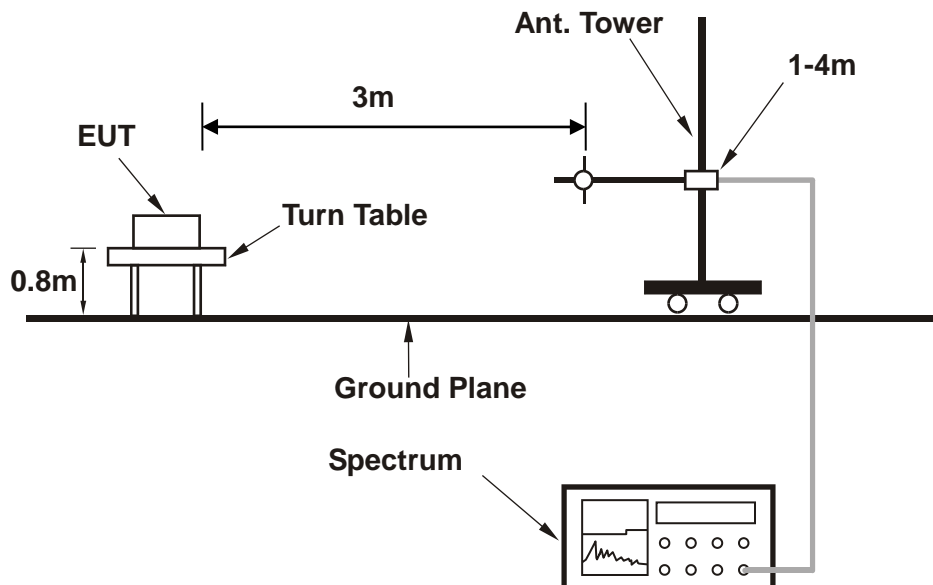 Ant. Tower
1-4m
3m
EUT
Turn Table
0.8m
Ground Plane
Spectrum